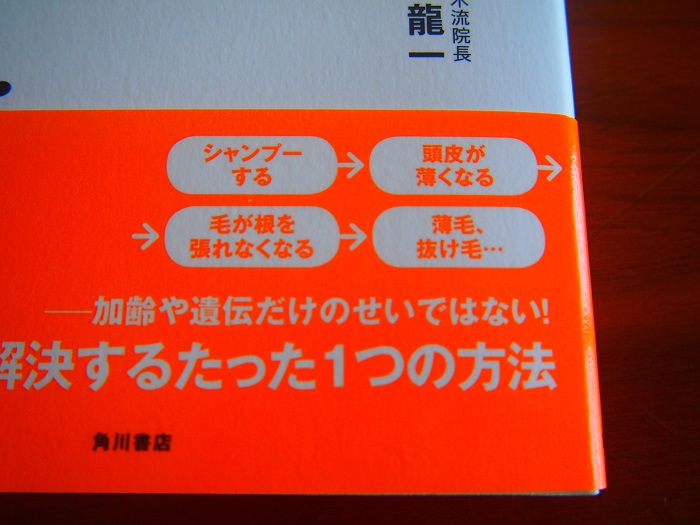 流院長
龍一
シャンプー
する
頭皮が
薄くなる
毛が根を
張れなくなる
薄毛、
抜け毛…
──加齢や遺伝だけのせいではない!
解決するたった1つの方法
角川書店